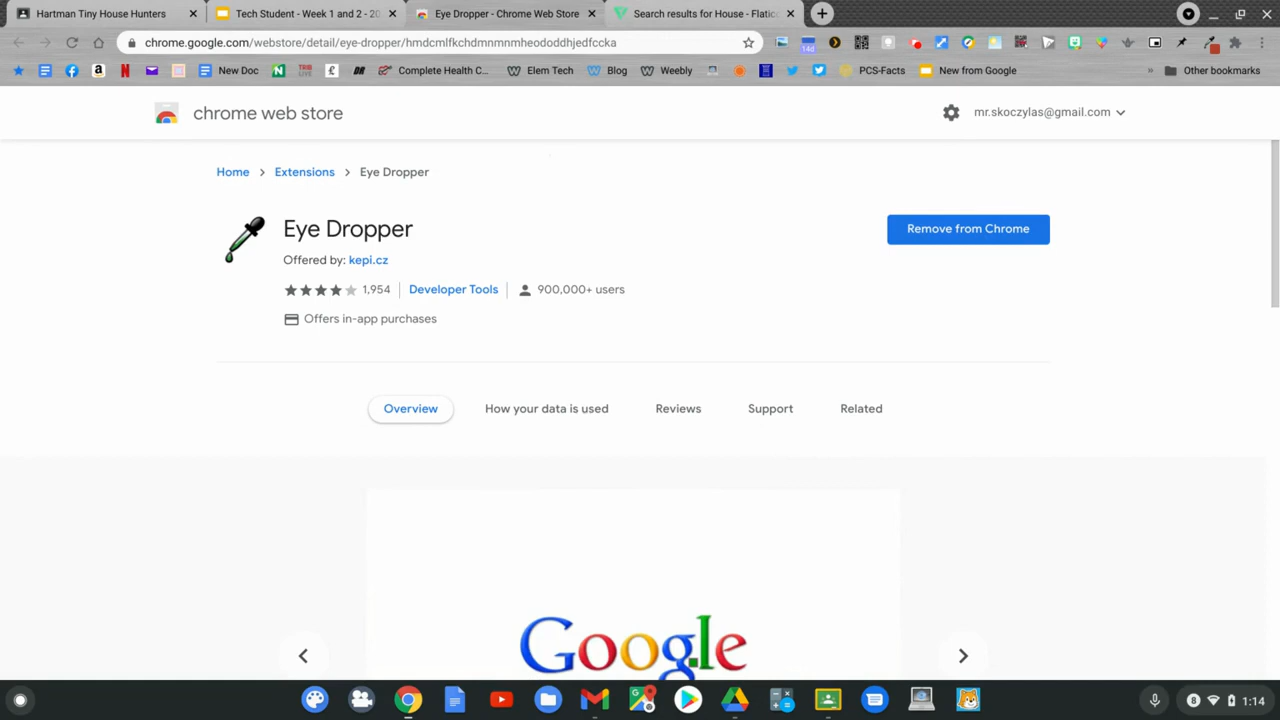 Hartman Tiny House Hunters
Tech Student - Week 1 and 2 - 20
Eye Dropper - Chrome Web Store
Search results for House - Flatic
chrome.google.com/webstore/detail/eye-dropper/hmdcmlfkchdmnmnmheododdhjedfccka
14d
New Doc
TRIB LIVE
Complete Health C...
Elem Tech
Blog
Weebly
PCS-Facts
New from Google
»
Other bookmarks
chrome web store
mr.skoczylas@gmail.com
Home > Extensions > Eye Dropper
Eye Dropper
Remove from Chrome
Offered by: kepi.cz
1,954
Developer Tools
900,000+ users
Offers in-app purchases
Overview
How your data is used
Reviews
Support
Related
Google
8
1:14